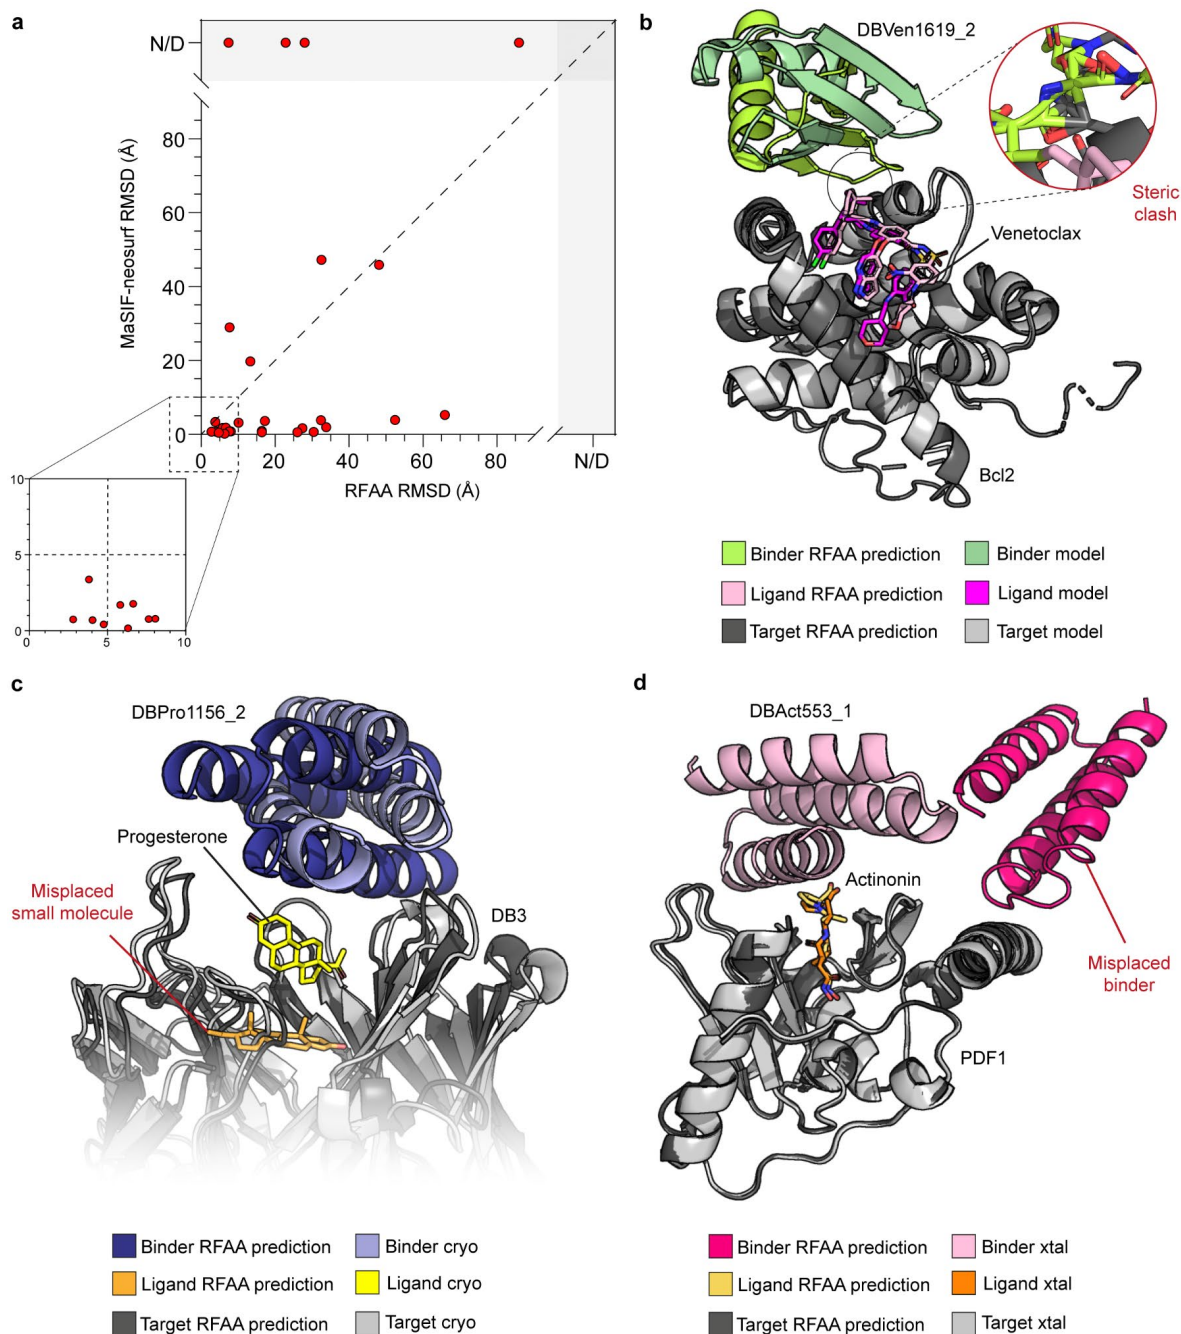 a
N/D
80
60
40
20
0
MaSIF-neosurf RMSD (Å)
0 20 40 60 80 N/D
RFAA RMSD (Å)
10
5
0
0 5 10
b
DBVen1619_2
Steric
clash
Venetoclax
Bcl2
Binder RFAA prediction Binder model
Ligand RFAA prediction Ligand model
Target RFAA prediction Target model
c
DBPro1156_2
Progesterone
Misplaced
small molecule
DB3
Binder RFAA prediction Binder cryo
Ligand RFAA prediction Ligand cryo
Target RFAA prediction Target cryo
d
DBAct553_1
Actinonin
Misplaced
binder
PDF1
Binder RFAA prediction Binder xtal
Ligand RFAA prediction Ligand xtal
Target RFAA prediction Target xtal